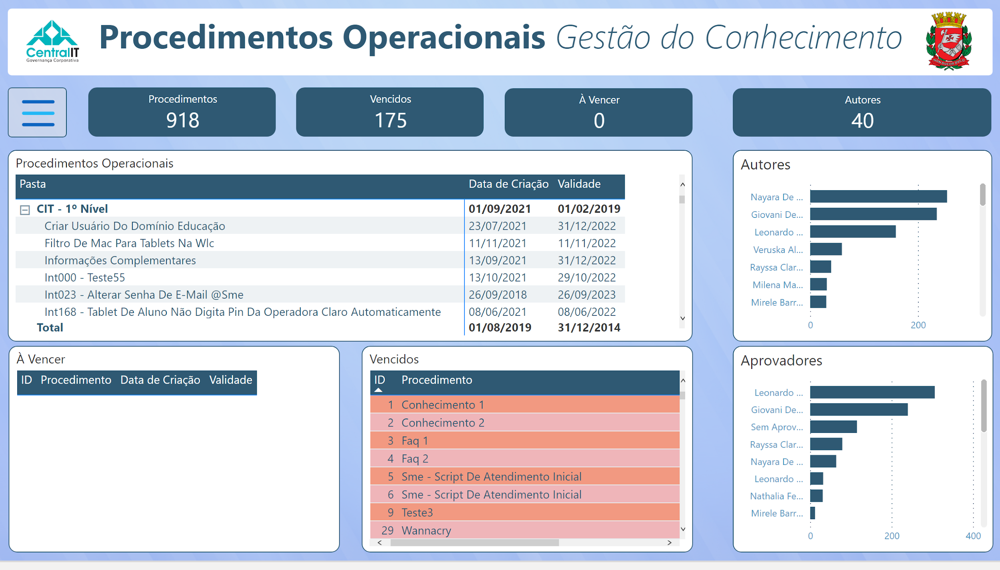 CentralIT
Governança Corporativa
Procedimentos Operacionais Gestão do Conhecimento
NON DVCOR DVCO
Procedimentos
918
Vencidos
175
À Vencer
0
Autores
40
Procedimentos Operacionais
Pasta Data de Criação Validade
CIT - 1º Nível 01/09/2021 01/02/2019
Criar Usuário Do Domínio Educação 23/07/2021 31/12/2022
Filtro De Mac Para Tablets Na Wlc 11/11/2021 11/11/2022
Informações Complementares 13/09/2021 31/12/2022
Int000 - Teste55 13/10/2021 29/10/2022
Int023 - Alterar Senha De E-Mail @Sme 26/09/2018 26/09/2023
Int168 - Tablet De Aluno Não Digita Pin Da Operadora Claro Automaticamente 08/06/2021 08/06/2022
Total 01/08/2019 31/12/2014
Autores
Nayara De ...
Giovani De...
Leonardo ...
Veruska Al...
Rayssa Clar...
Milena Ma...
Mirele Barr...
0 200
À Vencer
ID Procedimento Data de Criação Validade
Vencidos
ID Procedimento
1 Conhecimento 1
2 Conhecimento 2
3 Faq 1
4 Faq 2
5 Sme - Script De Atendimento Inicial
6 Sme - Script De Atendimento Inicial
9 Teste3
29 Wannacry
Aprovadores
Leonardo ...
Giovani De...
Sem Aprov...
Rayssa Clar...
Nayara De ...
Leonardo ...
Nathalia Fe...
Mirele Barr...
0 200 400